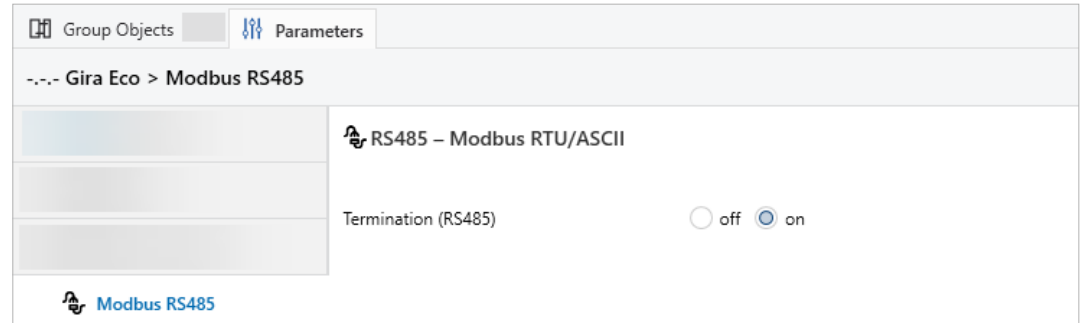 Group Objects
Parameters
-.-.- Gira Eco > Modbus RS485
RS485 – Modbus RTU/ASCII
Termination (RS485) off on
Modbus RS485